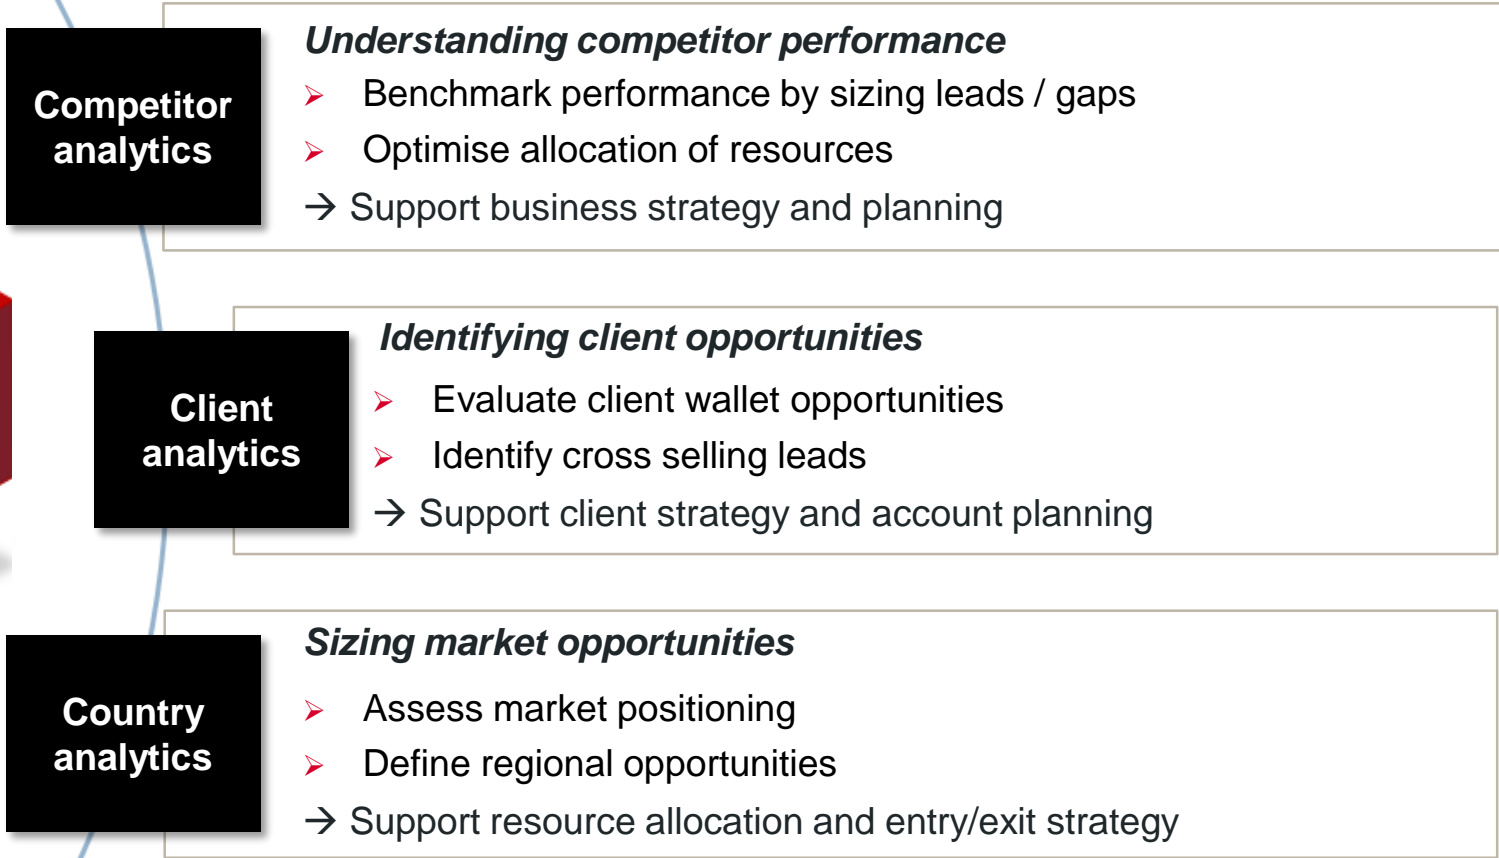 Competitor
analytics
Understanding competitor performance
➢ Benchmark performance by sizing leads / gaps
➢ Optimise allocation of resources
→ Support business strategy and planning
Client
analytics
Identifying client opportunities
➢ Evaluate client wallet opportunities
➢ Identify cross selling leads
→ Support client strategy and account planning
Country
analytics
Sizing market opportunities
➢ Assess market positioning
➢ Define regional opportunities
→ Support resource allocation and entry/exit strategy